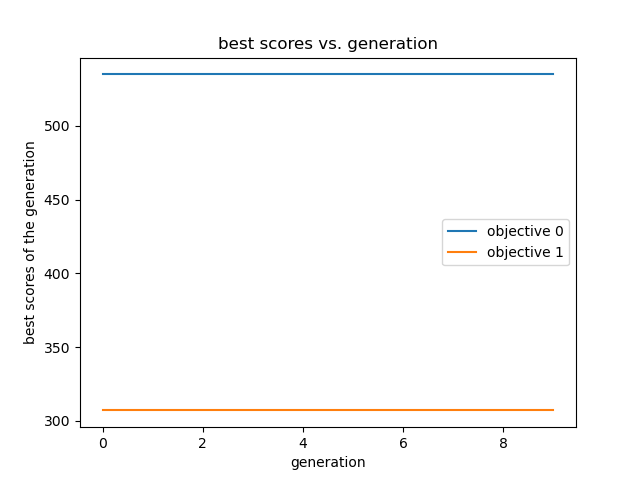 best scores vs. generation
best scores of the generation
500
450
400
350
300
objective 0
objective 1
0 2 4 6 8
generation